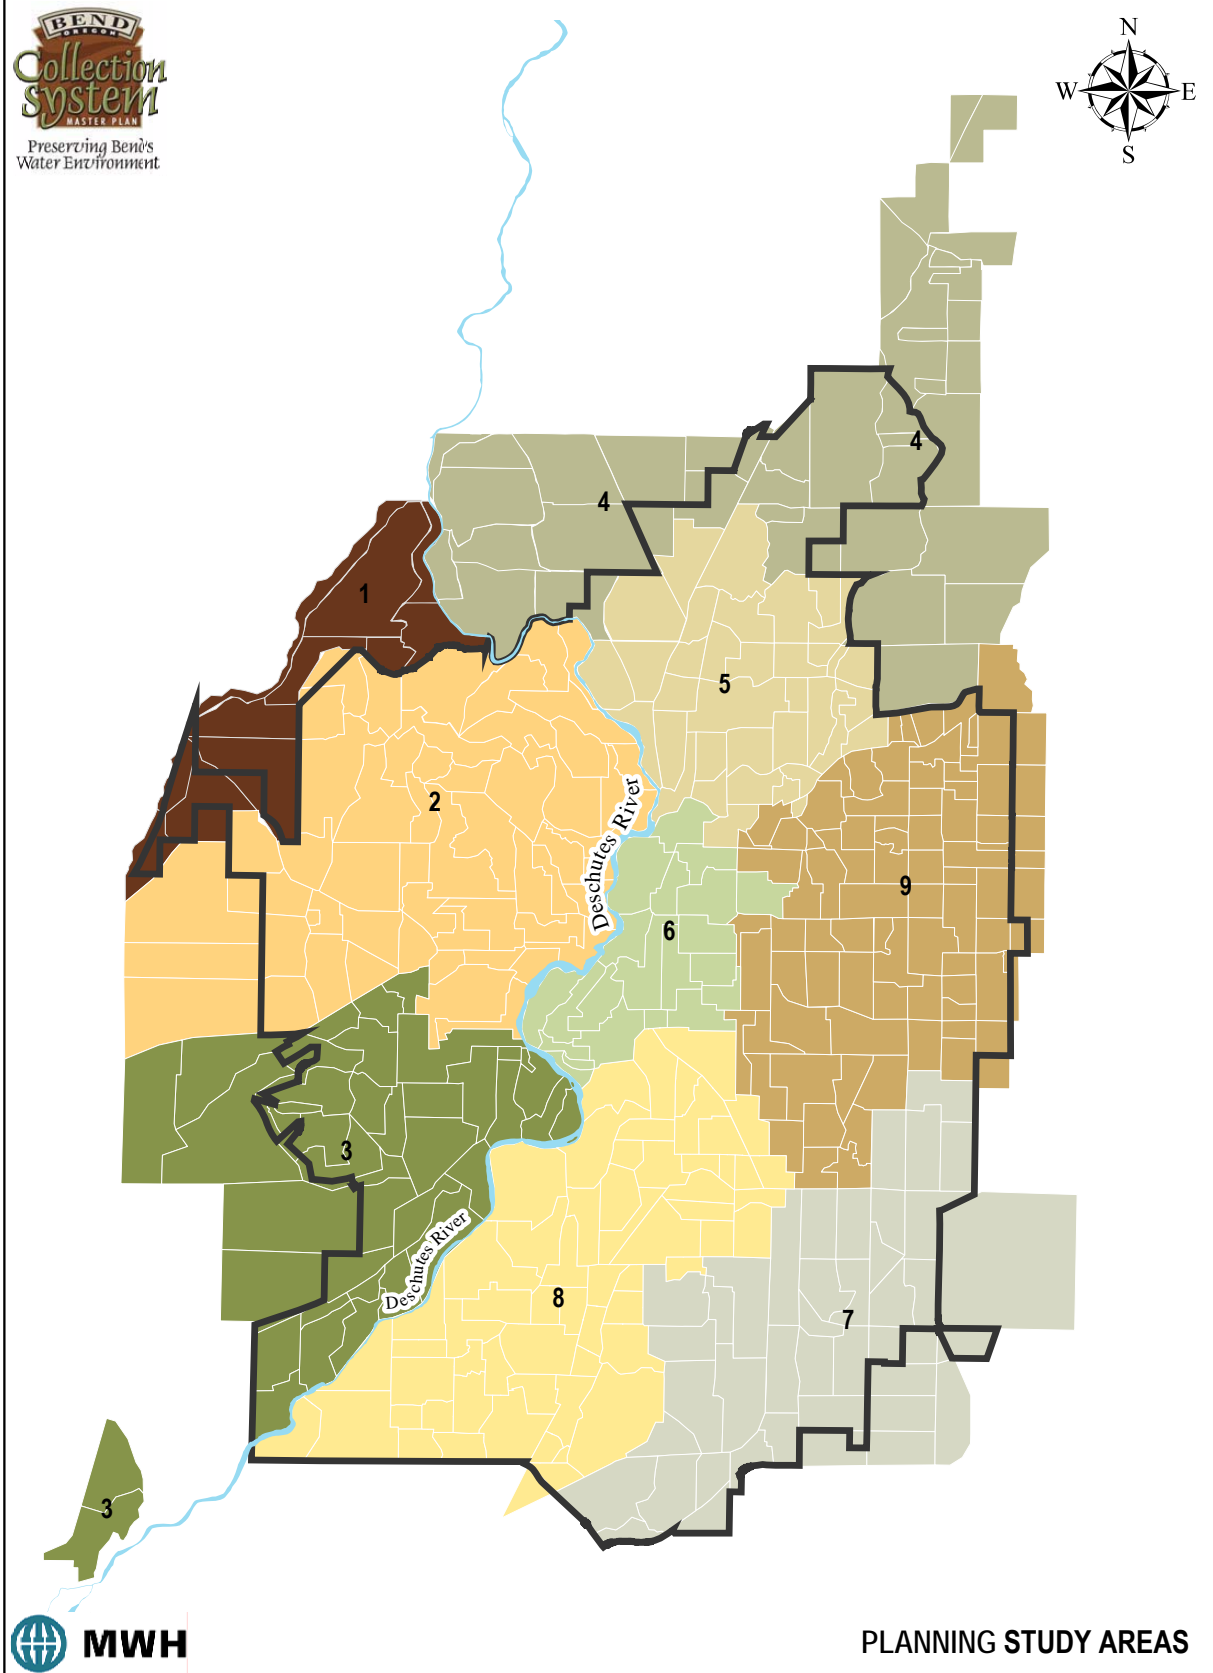 BEND
OREGON
Collection
System
MASTER PLAN
Preserving Bend's
Water Environment
N
W E
S
4
4
1
5
2
Deschutes River
9
6
3
Deschutes River
8
7
3
MWH
PLANNING STUDY AREAS